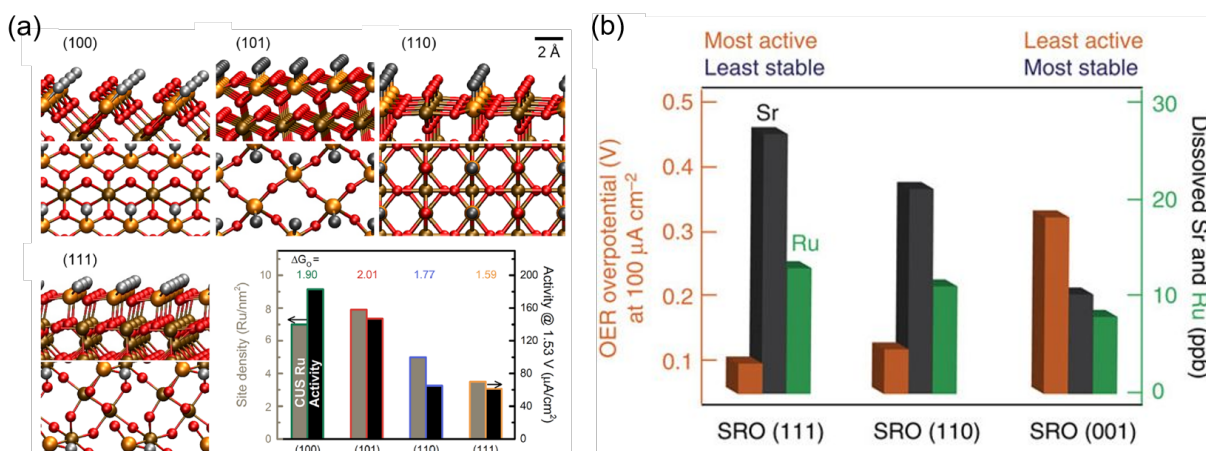 (a)
(100)
(101)
(110)
2 Å
(111)
ΔG_O =
1.90
2.01
1.77
1.59
Site density (Ru/nm²)
10
8
6
4
2
0
CUS Ru
Activity
200
160
120
80
40
0
Activity @ 1.53 V (μA/cm²)
(100)
(101)
(110)
(111)
(b)
Most active
Least stable
Least active
Most stable
OER overpotential (V)
at 100 μA cm⁻²
0.5
0.4
0.3
0.2
0.1
Sr
Ru
30
20
10
0
Dissolved Sr and Ru (ppb)
SRO (111)
SRO (110)
SRO (001)